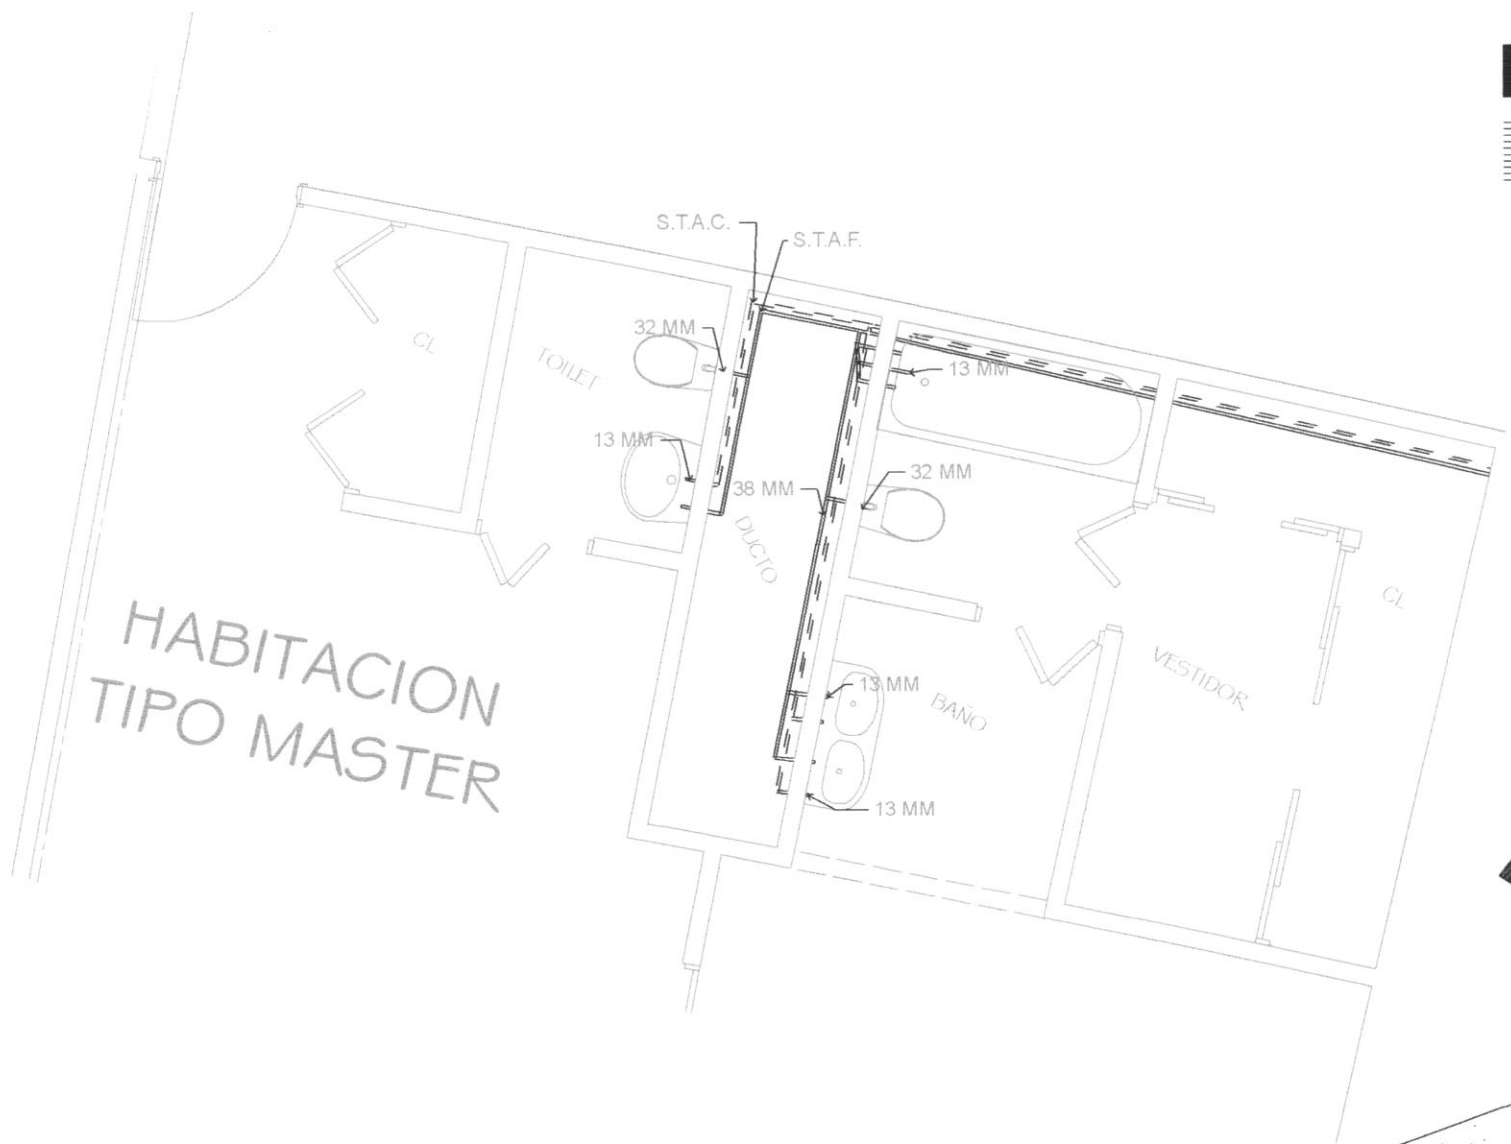 S.T.A.C.
S.T.A.F.
32 MM
CL
TOILET
13 MM
13 MM
32 MM
38 MM
DUCTO
CL
HABITACION
TIPO MASTER
VESTIDOR
13 MM
BAÑO
13 MM